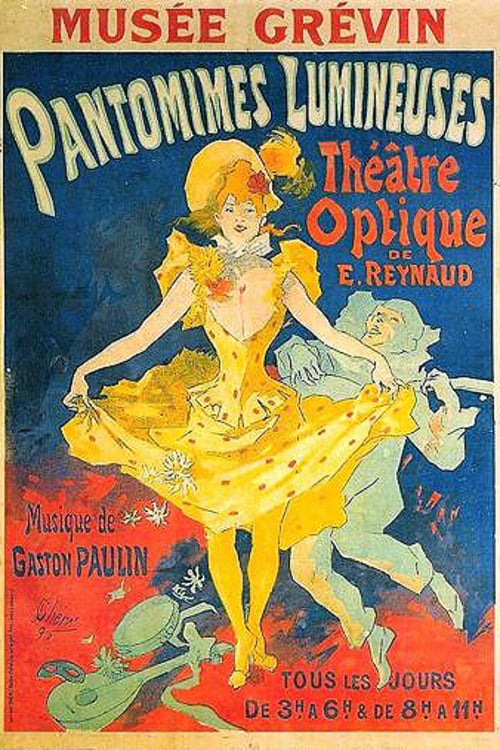 MUSÉE GRÉVIN
PANTOMIMES LUMINEUSES
Théâtre
Optique
DE
E. REYNAUD
Musique de
GASTON PAULIN
TOUS LES JOURS
DE 3H. A 6H & DE 8H A 11H